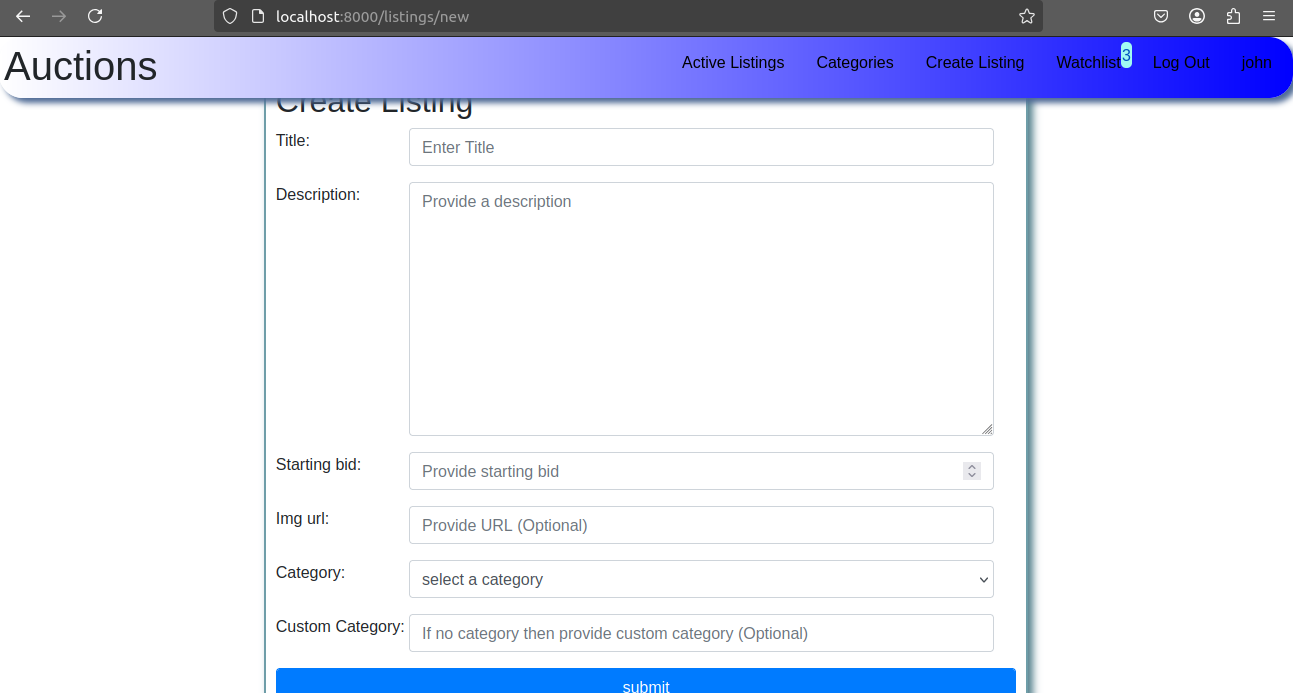 localhost:8000/listings/new
Auctions
Active Listings Categories Create Listing Watchlist 3 Log Out john
Create Listing
Title: Enter Title
Description: Provide a description
Starting bid: Provide starting bid
Img url: Provide URL (Optional)
Category: select a category
Custom Category: If no category then provide custom category (Optional)
submit